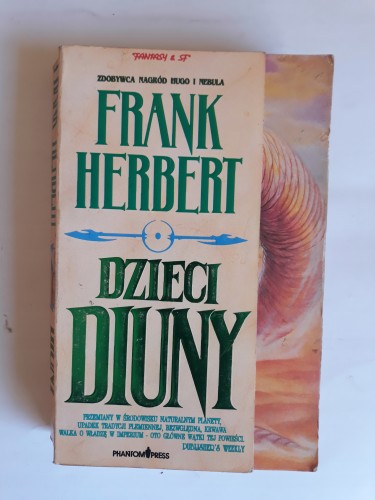 FANTASY & SF
ZDOBYWCA NAGRÓD HUGO I NEBULA
FRANK
HERBERT
DZIECI
DIUNY
PRZEMIANY W ŚRODOWISKU NATURALNYM PLANETY,
UPADEK TRADYCJI PLEMIENNEJ, BEZWZGLĘDNA, KRWAWA
WALKA O WŁADZĘ W IMPERIUM - OTO GŁÓWNE WĄTKI TEJ POWIEŚCI.
PUBLISHER'S WEEKLY
PHANTOM PRESS